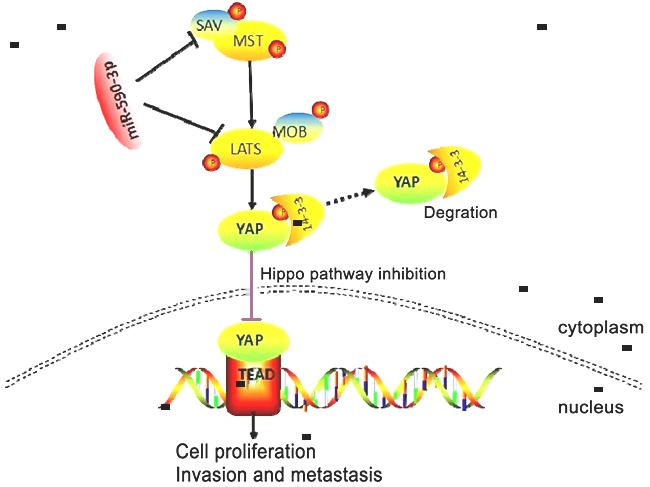 P
SAV
MST
P
miR-590-3p
P
MOB
LATS
P
14-3-3
P
YAP
P
14-3-3
YAP
Degration
Hippo pathway inhibition
YAP
cytoplasm
TEAD
nucleus
Cell proliferation
Invasion and metastasis